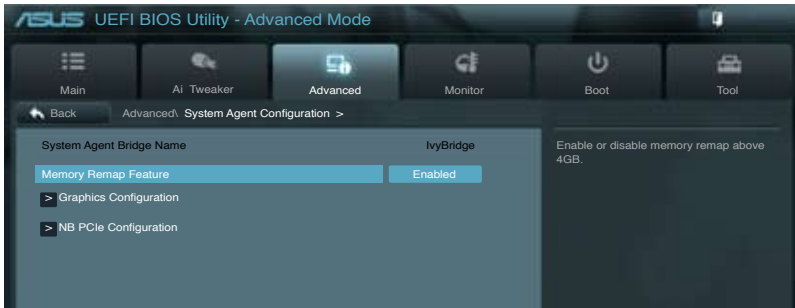 ASUS UEFI BIOS Utility - Advanced Mode
Main
Ai Tweaker
Advanced
Monitor
Boot
Tool
Back
Advanced\ System Agent Configuration >
System Agent Bridge Name IvyBridge
Memory Remap Feature Enabled
> Graphics Configuration
> NB PCIe Configuration
Enable or disable memory remap above
4GB.